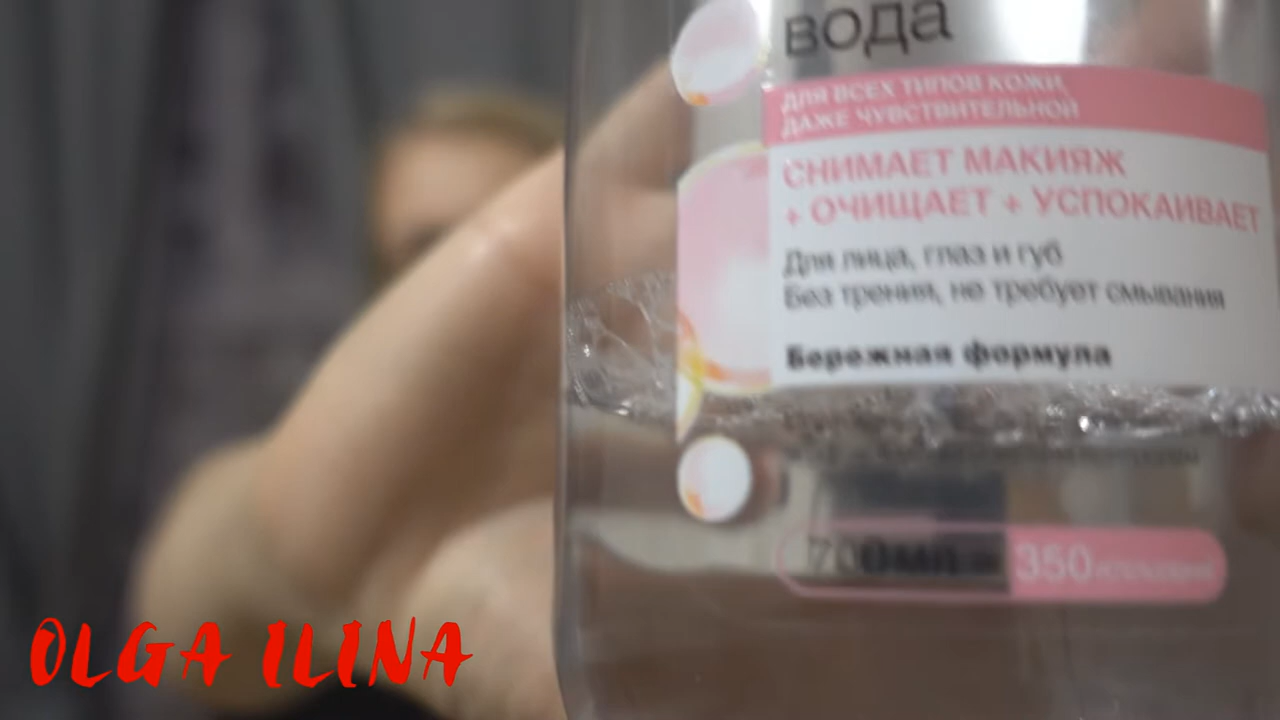 вода
ДЛЯ ВСЕХ ТИПОВ КОЖИ,
ДАЖЕ ЧУВСТВИТЕЛЬНОЙ
СНИМАЕТ МАКИЯЖ
+ ОЧИЩАЕТ + УСПОКАИВАЕТ
Для лица, глаз и губ
Без трения, не требует смывания
Бережная формула
700МЛ = 350
OLGA ILINA